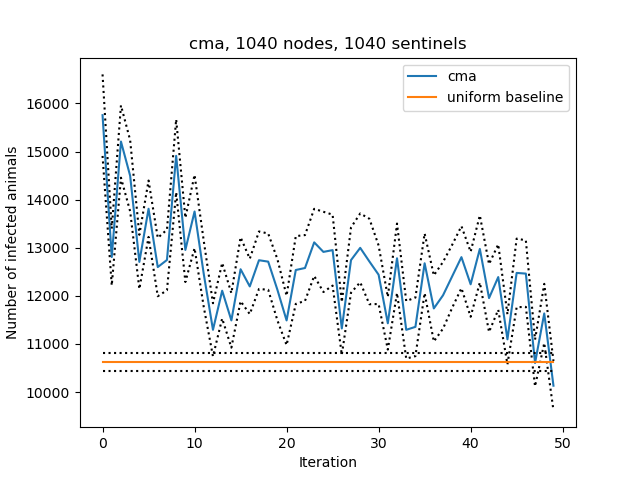 cma, 1040 nodes, 1040 sentinels
cma
uniform baseline
Number of infected animals
16000
15000
14000
13000
12000
11000
10000
0 10 20 30 40 50
Iteration